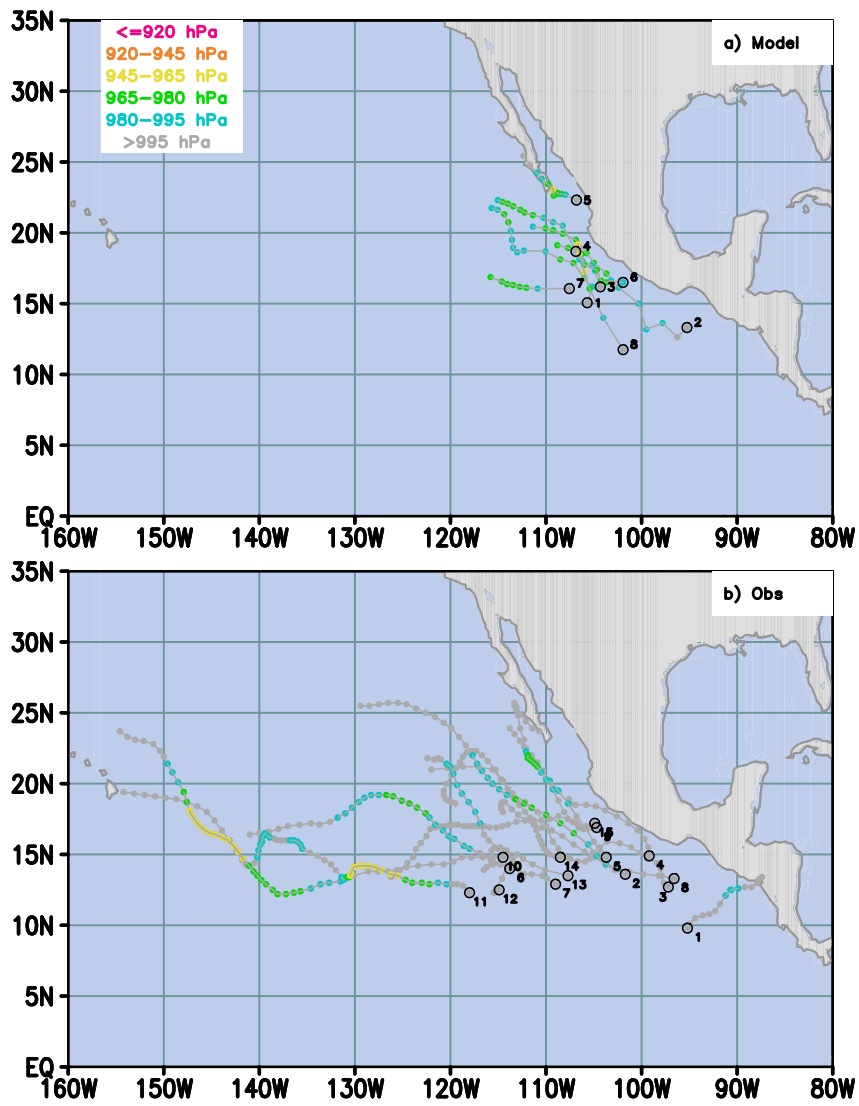 35N
<=920 hPa
920-945 hPa
945-965 hPa
965-980 hPa
980-995 hPa
>995 hPa
a) Model
30N
25N
20N
15N
10N
5N
EQ
5
4
6
7
3
1
2
8
160W 150W 140W 130W 120W 110W 100W 90W 80W
35N
b) Obs
30N
25N
20N
15N
10N
5N
EQ
10
14
5
4
6
13
2
8
11
12
7
3
1
160W 150W 140W 130W 120W 110W 100W 90W 80W